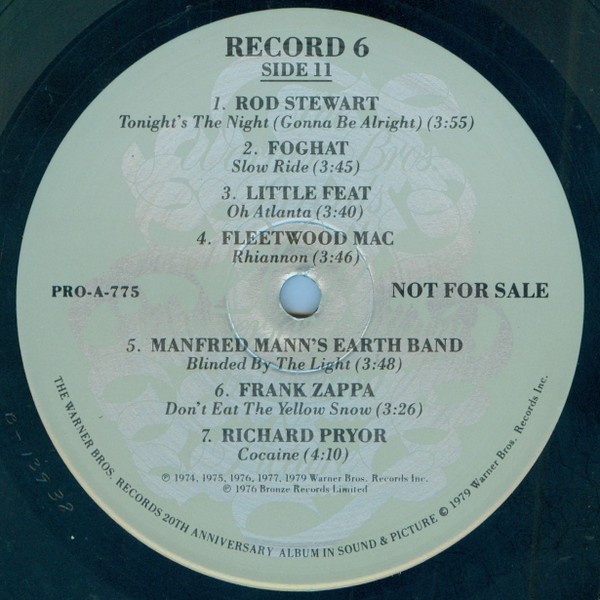 RECORD 6
SIDE 11
1. ROD STEWART
Tonight's The Night (Gonna Be Alright) (3:55)
2. FOGHAT
Slow Ride (3:45)
3. LITTLE FEAT
Oh Atlanta (3:40)
4. FLEETWOOD MAC
Rhiannon (3:46)
PRO-A-775
NOT FOR SALE
5. MANFRED MANN'S EARTH BAND
Blinded By The Light (3:48)
6. FRANK ZAPPA
Don't Eat The Yellow Snow (3:26)
7. RICHARD PRYOR
Cocaine (4:10)
℗ 1974, 1975, 1976, 1977, 1979 Warner Bros. Records Inc.
℗ 1976 Bronze Records Limited
THE WARNER BROS. RECORDS 20TH ANNIVERSARY ALBUM IN SOUND & PICTURE © 1979 Warner Bros. Records Inc.